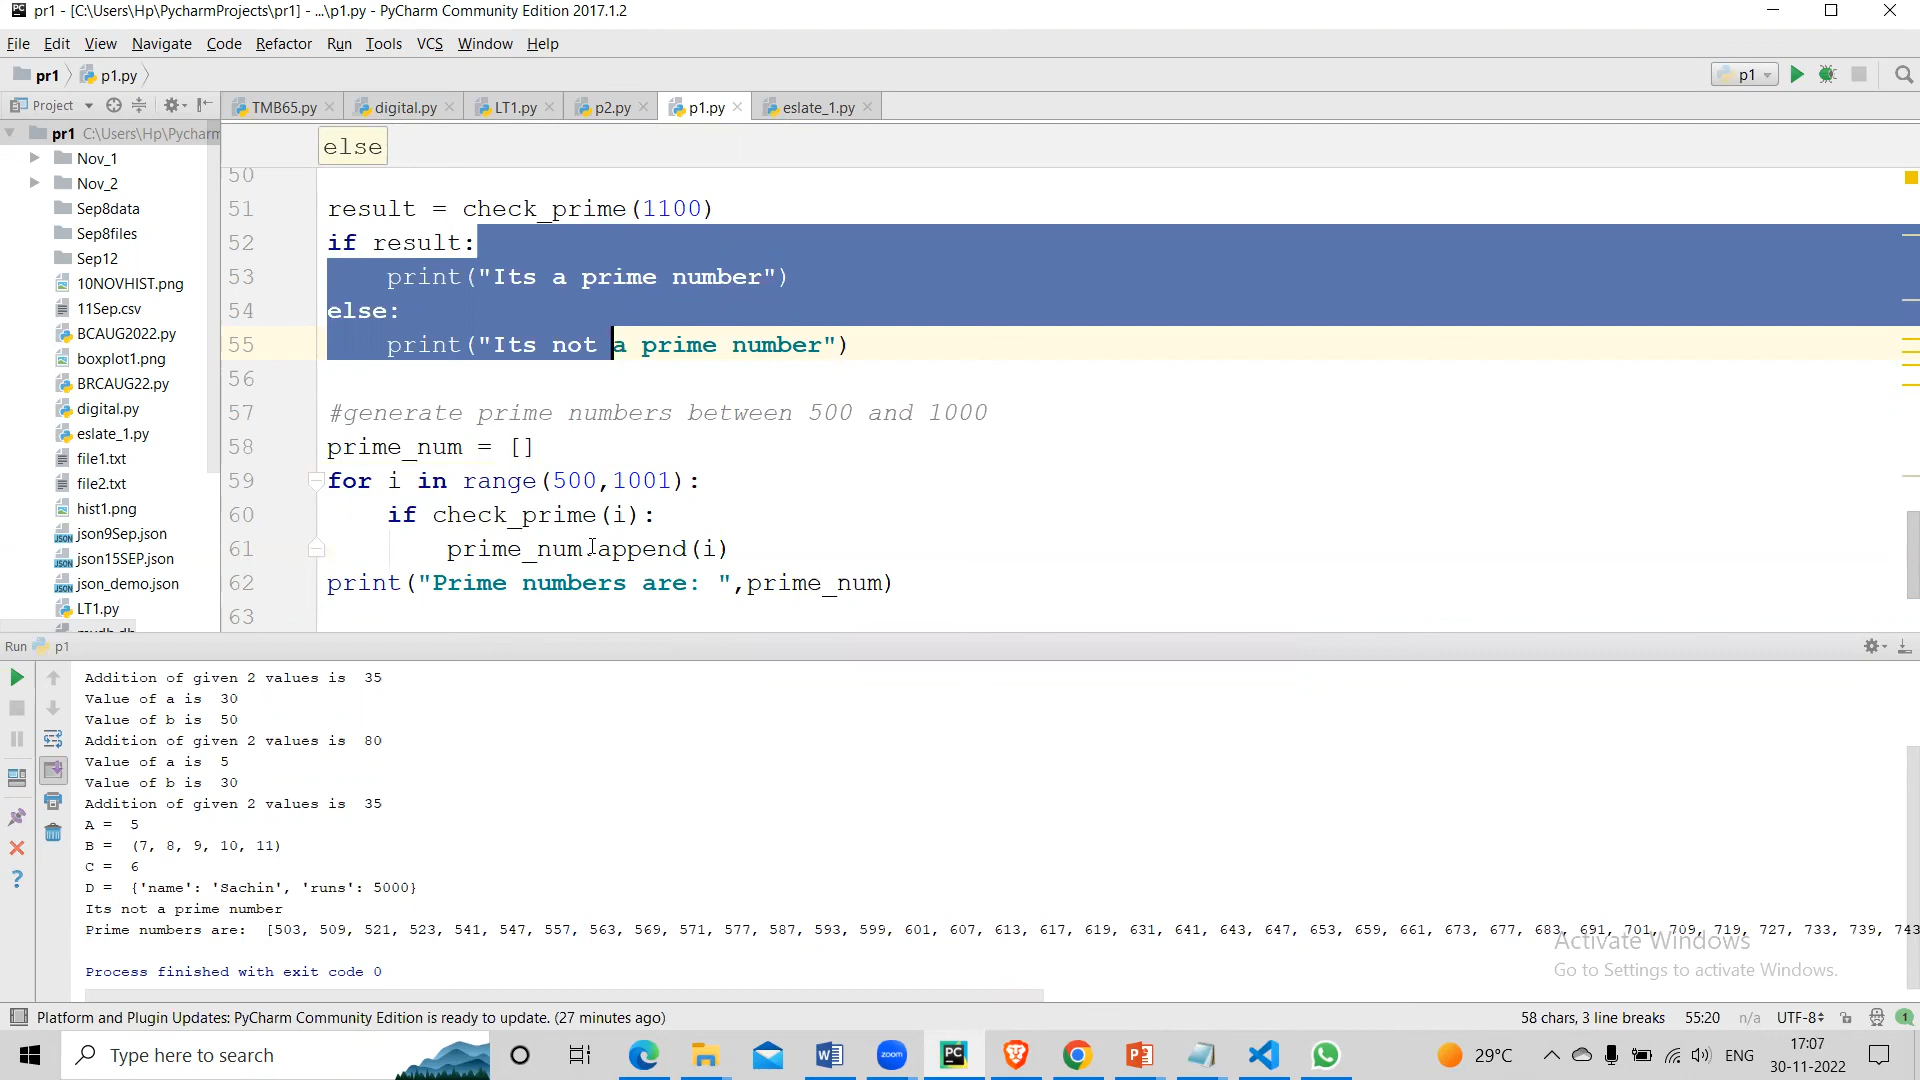 pr1 - [C:\Users\Hp\PycharmProjects\pr1] - ...\p1.py - PyCharm Community Edition 2017.1.2
File Edit View Navigate Code Refactor Run Tools VCS Window Help
pr1 p1.py p1
Project TMB65.py digital.py LT1.py p2.py p1.py eslate_1.py
pr1 C:\Users\Hp\Pycharm
Nov_1
Nov_2
Sep8data
Sep8files
Sep12
10NOVHIST.png
11Sep.csv
BCAUG2022.py
boxplot1.png
BRCAUG22.py
digital.py
eslate_1.py
file1.txt
file2.txt
hist1.png
json9Sep.json
json15SEP.json
json_demo.json
LT1.py
else
50
51 result = check_prime(1100)
52 if result:
53 print("Its a prime number")
54 else:
55 print("Its not a prime number")
56
57 #generate prime numbers between 500 and 1000
58 prime_num = []
59 for i in range(500,1001):
60 if check_prime(i):
61 prime_num.append(i)
62 print("Prime numbers are: ",prime_num)
63
Run p1
Addition of given 2 values is 35
Value of a is 30
Value of b is 50
Addition of given 2 values is 80
Value of a is 5
Value of b is 30
Addition of given 2 values is 35
A = 5
B = (7, 8, 9, 10, 11)
C = 6
D = {'name': 'Sachin', 'runs': 5000}
Its not a prime number
Prime numbers are: [503, 509, 521, 523, 541, 547, 557, 563, 569, 571, 577, 587, 593, 599, 601, 607, 613, 617, 619, 631, 641, 643, 647, 653, 659, 661, 673, 677, 683, 691, 701, 709, 719, 727, 733, 739, 743
Process finished with exit code 0
Activate Windows
Go to Settings to activate Windows.
Platform and Plugin Updates: PyCharm Community Edition is ready to update. (27 minutes ago) 58 chars, 3 line breaks 55:20 n/a UTF-8 1
Type here to search zoom PC 29°C ENG 17:07
30-11-2022